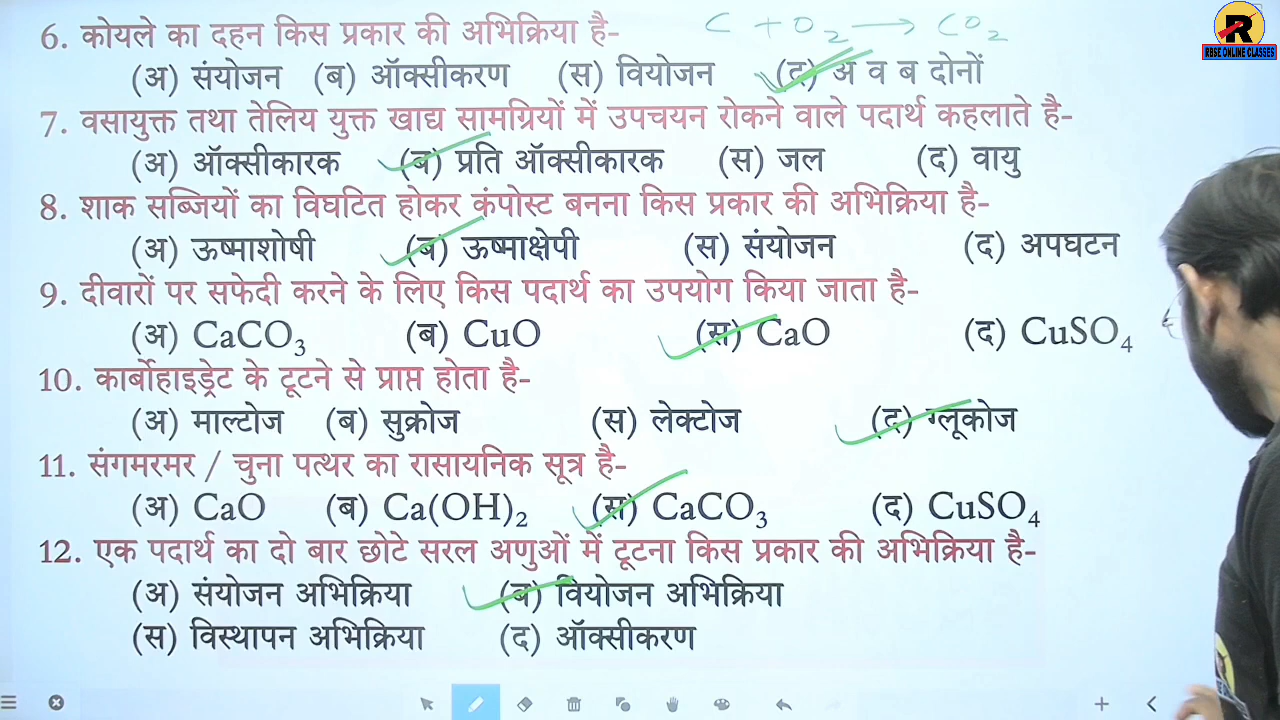 6. कोयले का दहन किस प्रकार की अभिक्रिया है- C + O₂ → CO₂
(अ) संयोजन (ब) ऑक्सीकरण (स) वियोजन (द) अ व ब दोनों
7. वसायुक्त तथा तेलिय युक्त खाद्य सामग्रियों में उपचयन रोकने वाले पदार्थ कहलाते है-
(अ) ऑक्सीकारक (ब) प्रति ऑक्सीकारक (स) जल (द) वायु
8. शाक सब्जियों का विघटित होकर कंपोस्ट बनना किस प्रकार की अभिक्रिया है-
(अ) ऊष्माशोषी (ब) ऊष्माक्षेपी (स) संयोजन (द) अपघटन
9. दीवारों पर सफेदी करने के लिए किस पदार्थ का उपयोग किया जाता है-
(अ) CaCO₃ (ब) CuO (स) CaO (द) CuSO₄
10. कार्बोहाइड्रेट के टूटने से प्राप्त होता है-
(अ) माल्टोज (ब) सुक्रोज (स) लेक्टोज (द) ग्लूकोज
11. संगमरमर / चुना पत्थर का रासायनिक सूत्र है-
(अ) CaO (ब) Ca(OH)₂ (स) CaCO₃ (द) CuSO₄
12. एक पदार्थ का दो बार छोटे सरल अणुओं में टूटना किस प्रकार की अभिक्रिया है-
(अ) संयोजन अभिक्रिया (ब) वियोजन अभिक्रिया
(स) विस्थापन अभिक्रिया (द) ऑक्सीकरण
R
RBSE ONLINE CLASSES